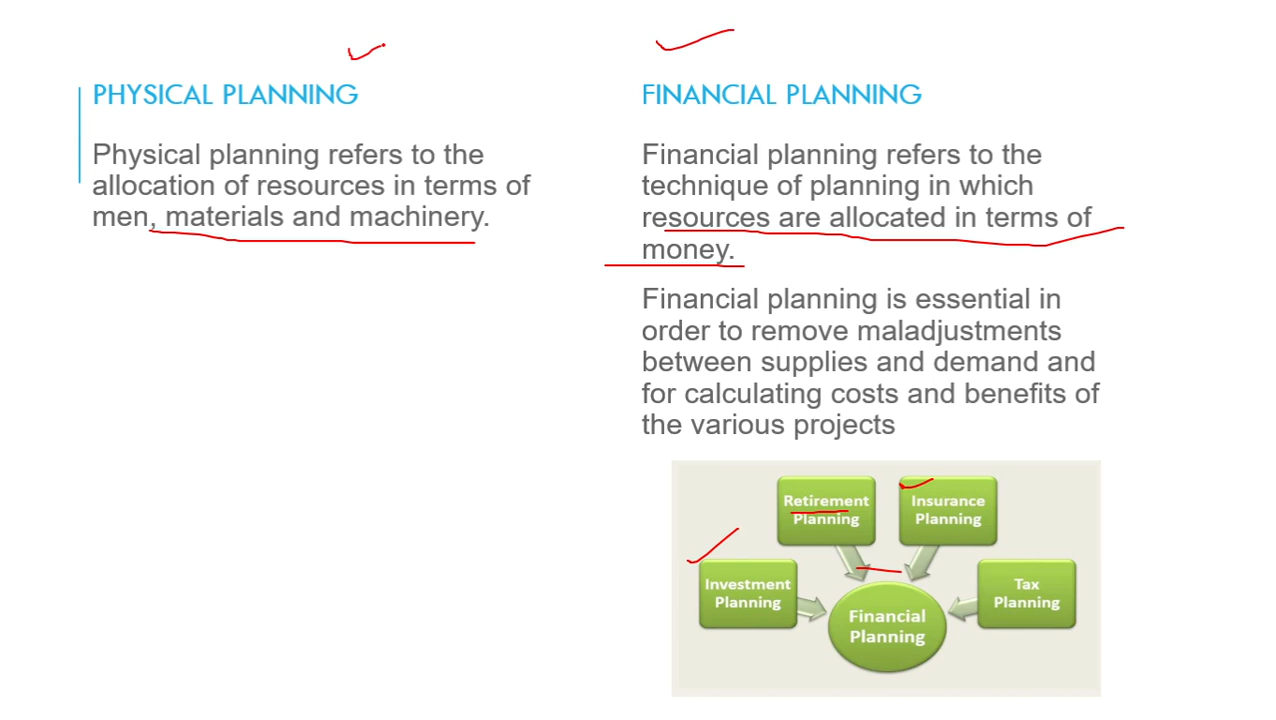 PHYSICAL PLANNING
Physical planning refers to the
allocation of resources in terms of
men, materials and machinery.
FINANCIAL PLANNING
Financial planning refers to the
technique of planning in which
resources are allocated in terms of
money.
Financial planning is essential in
order to remove maladjustments
between supplies and demand and
for calculating costs and benefits of
the various projects
Retirement
Planning
Insurance
Planning
Investment
Planning
Tax
Planning
Financial
Planning